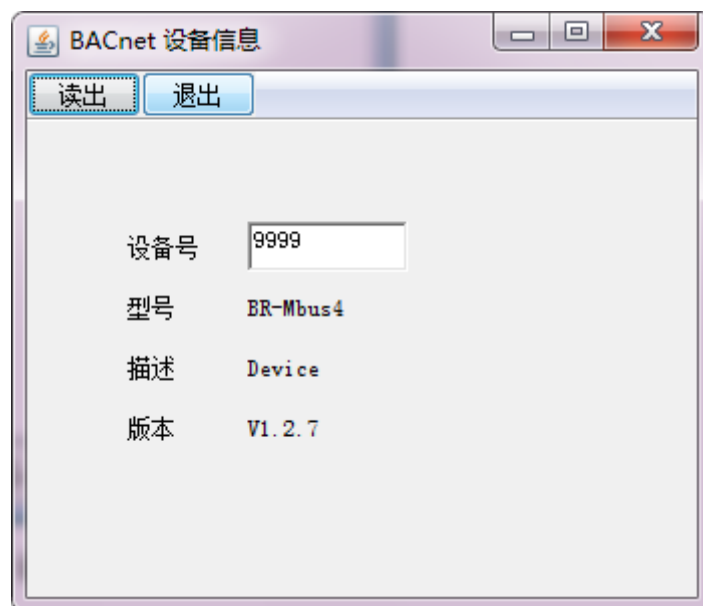 BACnet 设备信息
读出 退出
设备号 9999
型号 BR-Mbus4
描述 Device
版本 V1.2.7